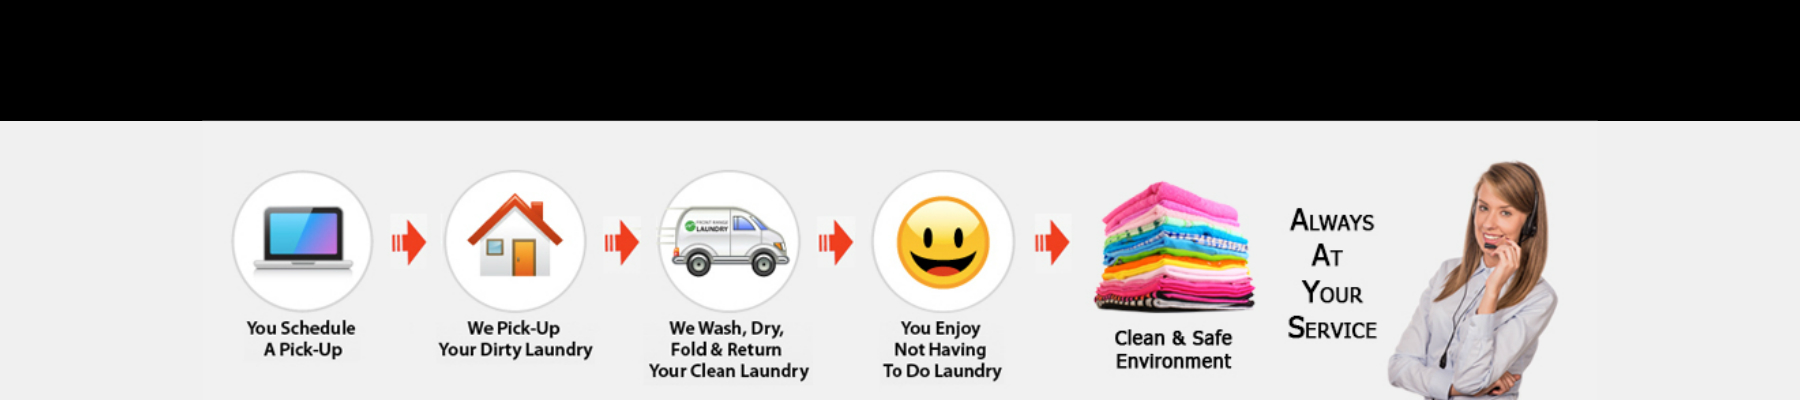 You Schedule
A Pick-Up
We Pick-Up
Your Dirty Laundry
FRONT RANGE
LAUNDRY
We Wash, Dry,
Fold & Return
Your Clean Laundry
You Enjoy
Not Having
To Do Laundry
Clean & Safe
Environment
ALWAYS
AT
YOUR
SERVICE